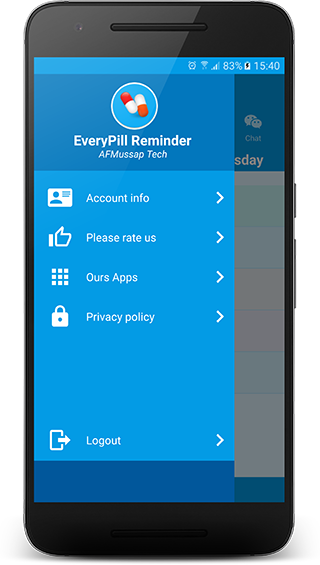 83% 15:40
EveryPill Reminder
AFMussap Tech
Chat
sday
Account info
Please rate us
Ours Apps
Privacy policy
Logout